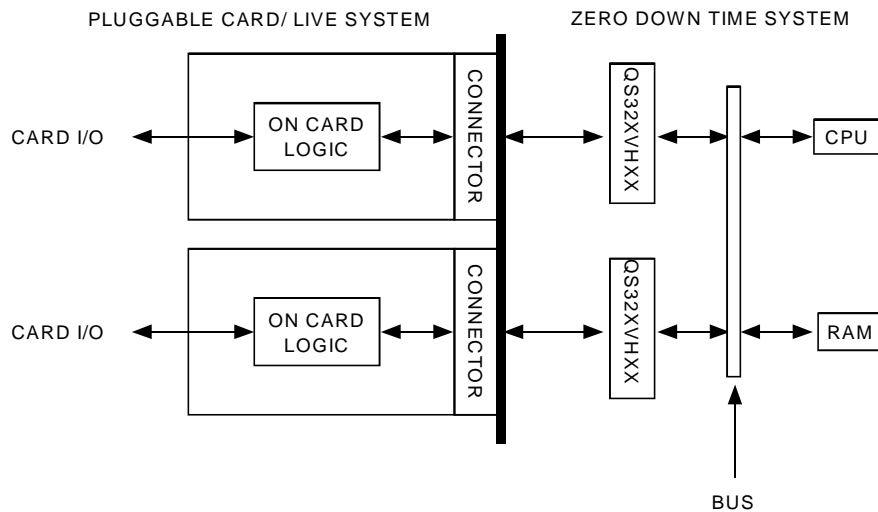 PLUGGABLE CARD/ LIVE SYSTEM
ZERO DOWN TIME SYSTEM
CARD I/O
ON CARD
LOGIC
CONNECTOR
QS32XVHXX
CPU
CARD I/O
ON CARD
LOGIC
CONNECTOR
QS32XVHXX
RAM
BUS